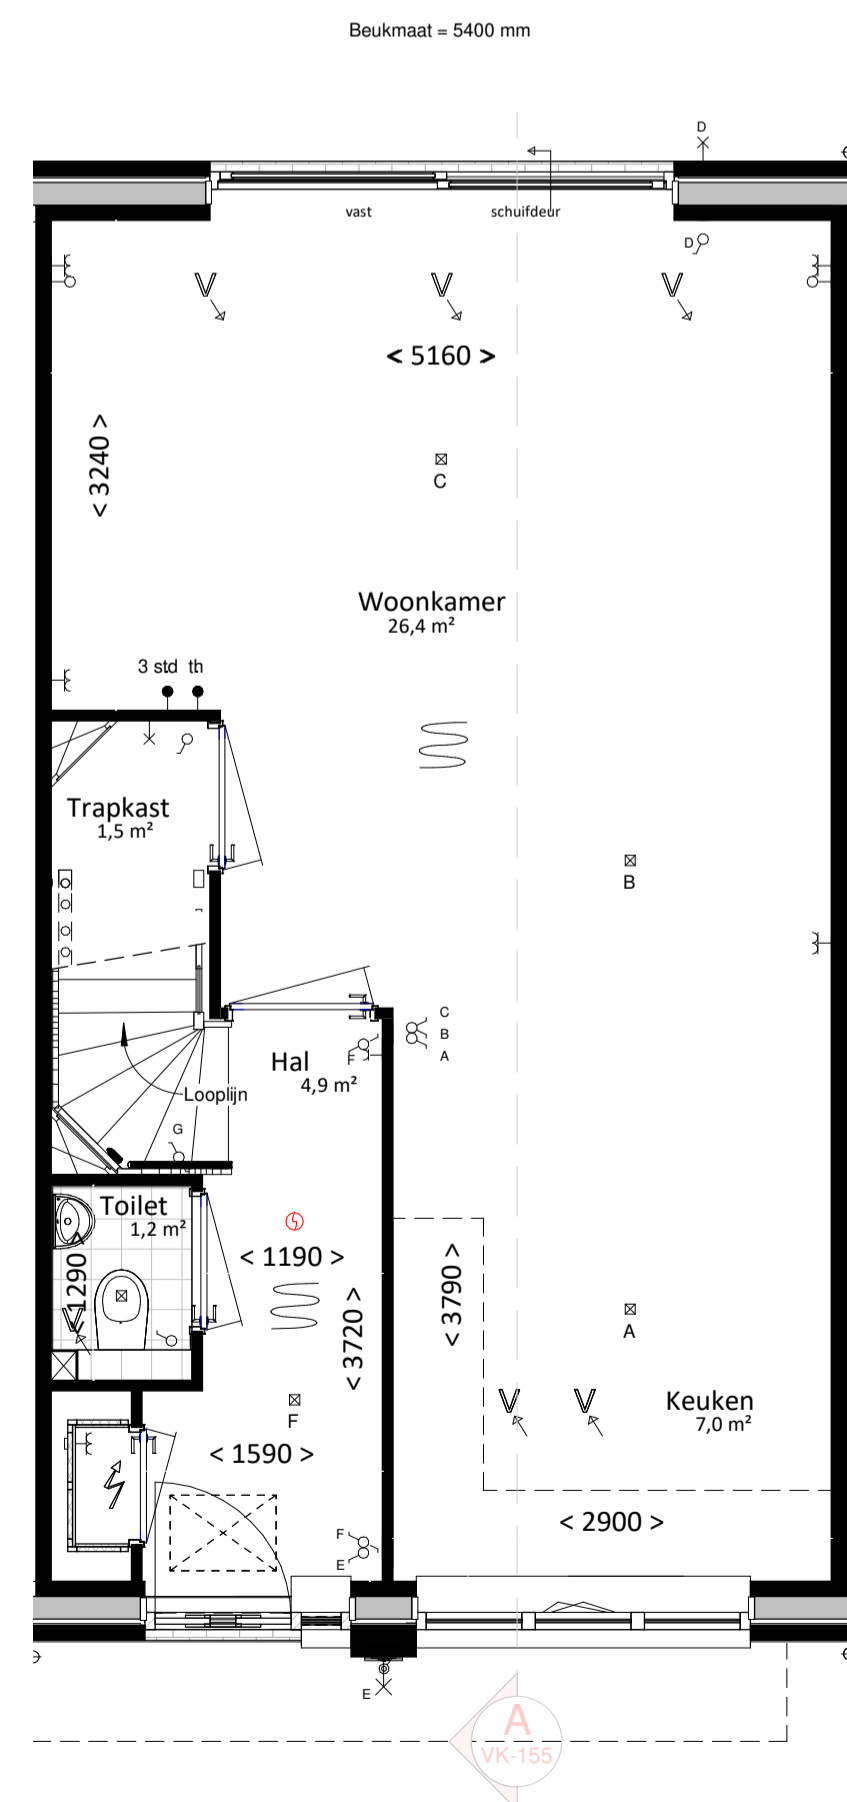 Beukmaat = 5400 mm
D
vast
schuifdeur
D
V
V
V
< 5160 >
< 3240 >
C
Woonkamer
26,4 m²
3 std th
Trapkast
1,5 m²
B
C
B
A
F
Hal
4,9 m²
Looplijn
G
Toilet
1,2 m²
< 1190 >
< 1290 >
V
< 3720 >
< 3790 >
A
F
V
V
Keuken
7,0 m²
< 1590 >
< 2900 >
F
E
E
A
VK-155